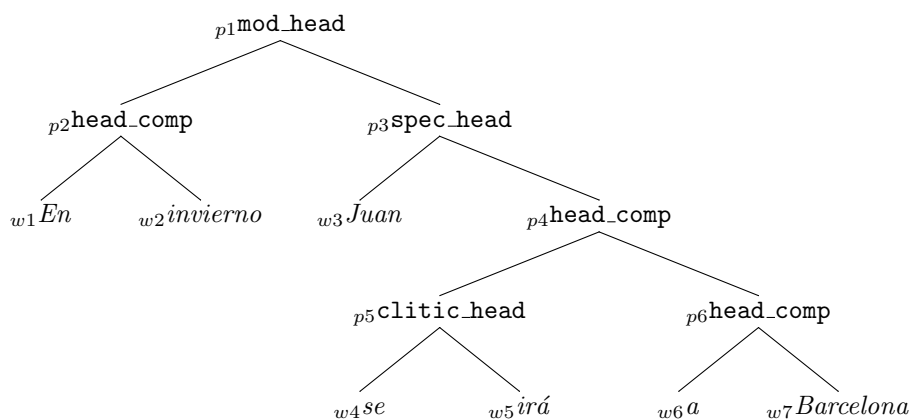 p1mod_head
p2head_comp p3spec_head
w1En w2invierno w3Juan p4head_comp
p5clitic_head p6head_comp
w4se w5irá w6a w7Barcelona